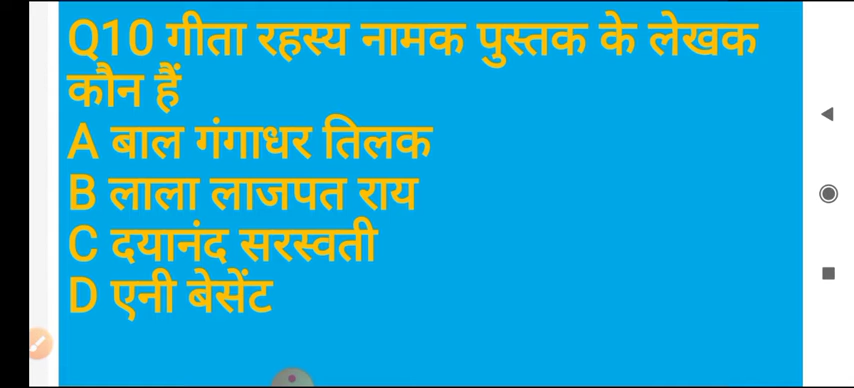 Q10 गीता रहस्य नामक पुस्तक के लेखक
कौन हैं
A बाल गंगाधर तिलक
B लाला लाजपत राय
C दयानंद सरस्वती
D एनी बेसेंट